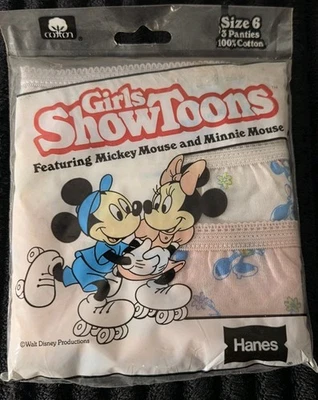 COTTON
Size 6
3 Panties
100% Cotton
Girls
ShowToons
Featuring Mickey Mouse and Minnie Mouse
©Walt Disney Productions
Hanes